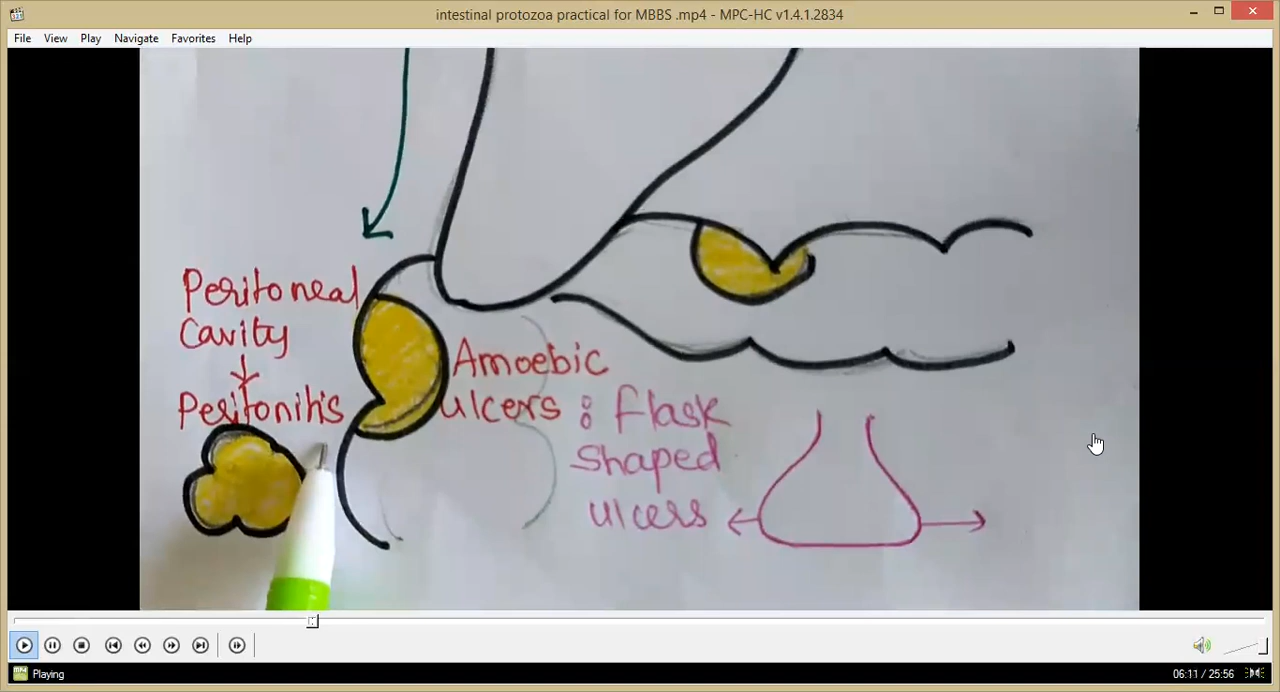 intestinal protozoa practical for MBBS .mp4 - MPC-HC v1.4.1.2834
File View Play Navigate Favorites Help
Peritoneal
Cavity
↓
Peritonitis
Amoebic
ulcers : flask
shaped
ulcers
Playing
06:11 / 25:56